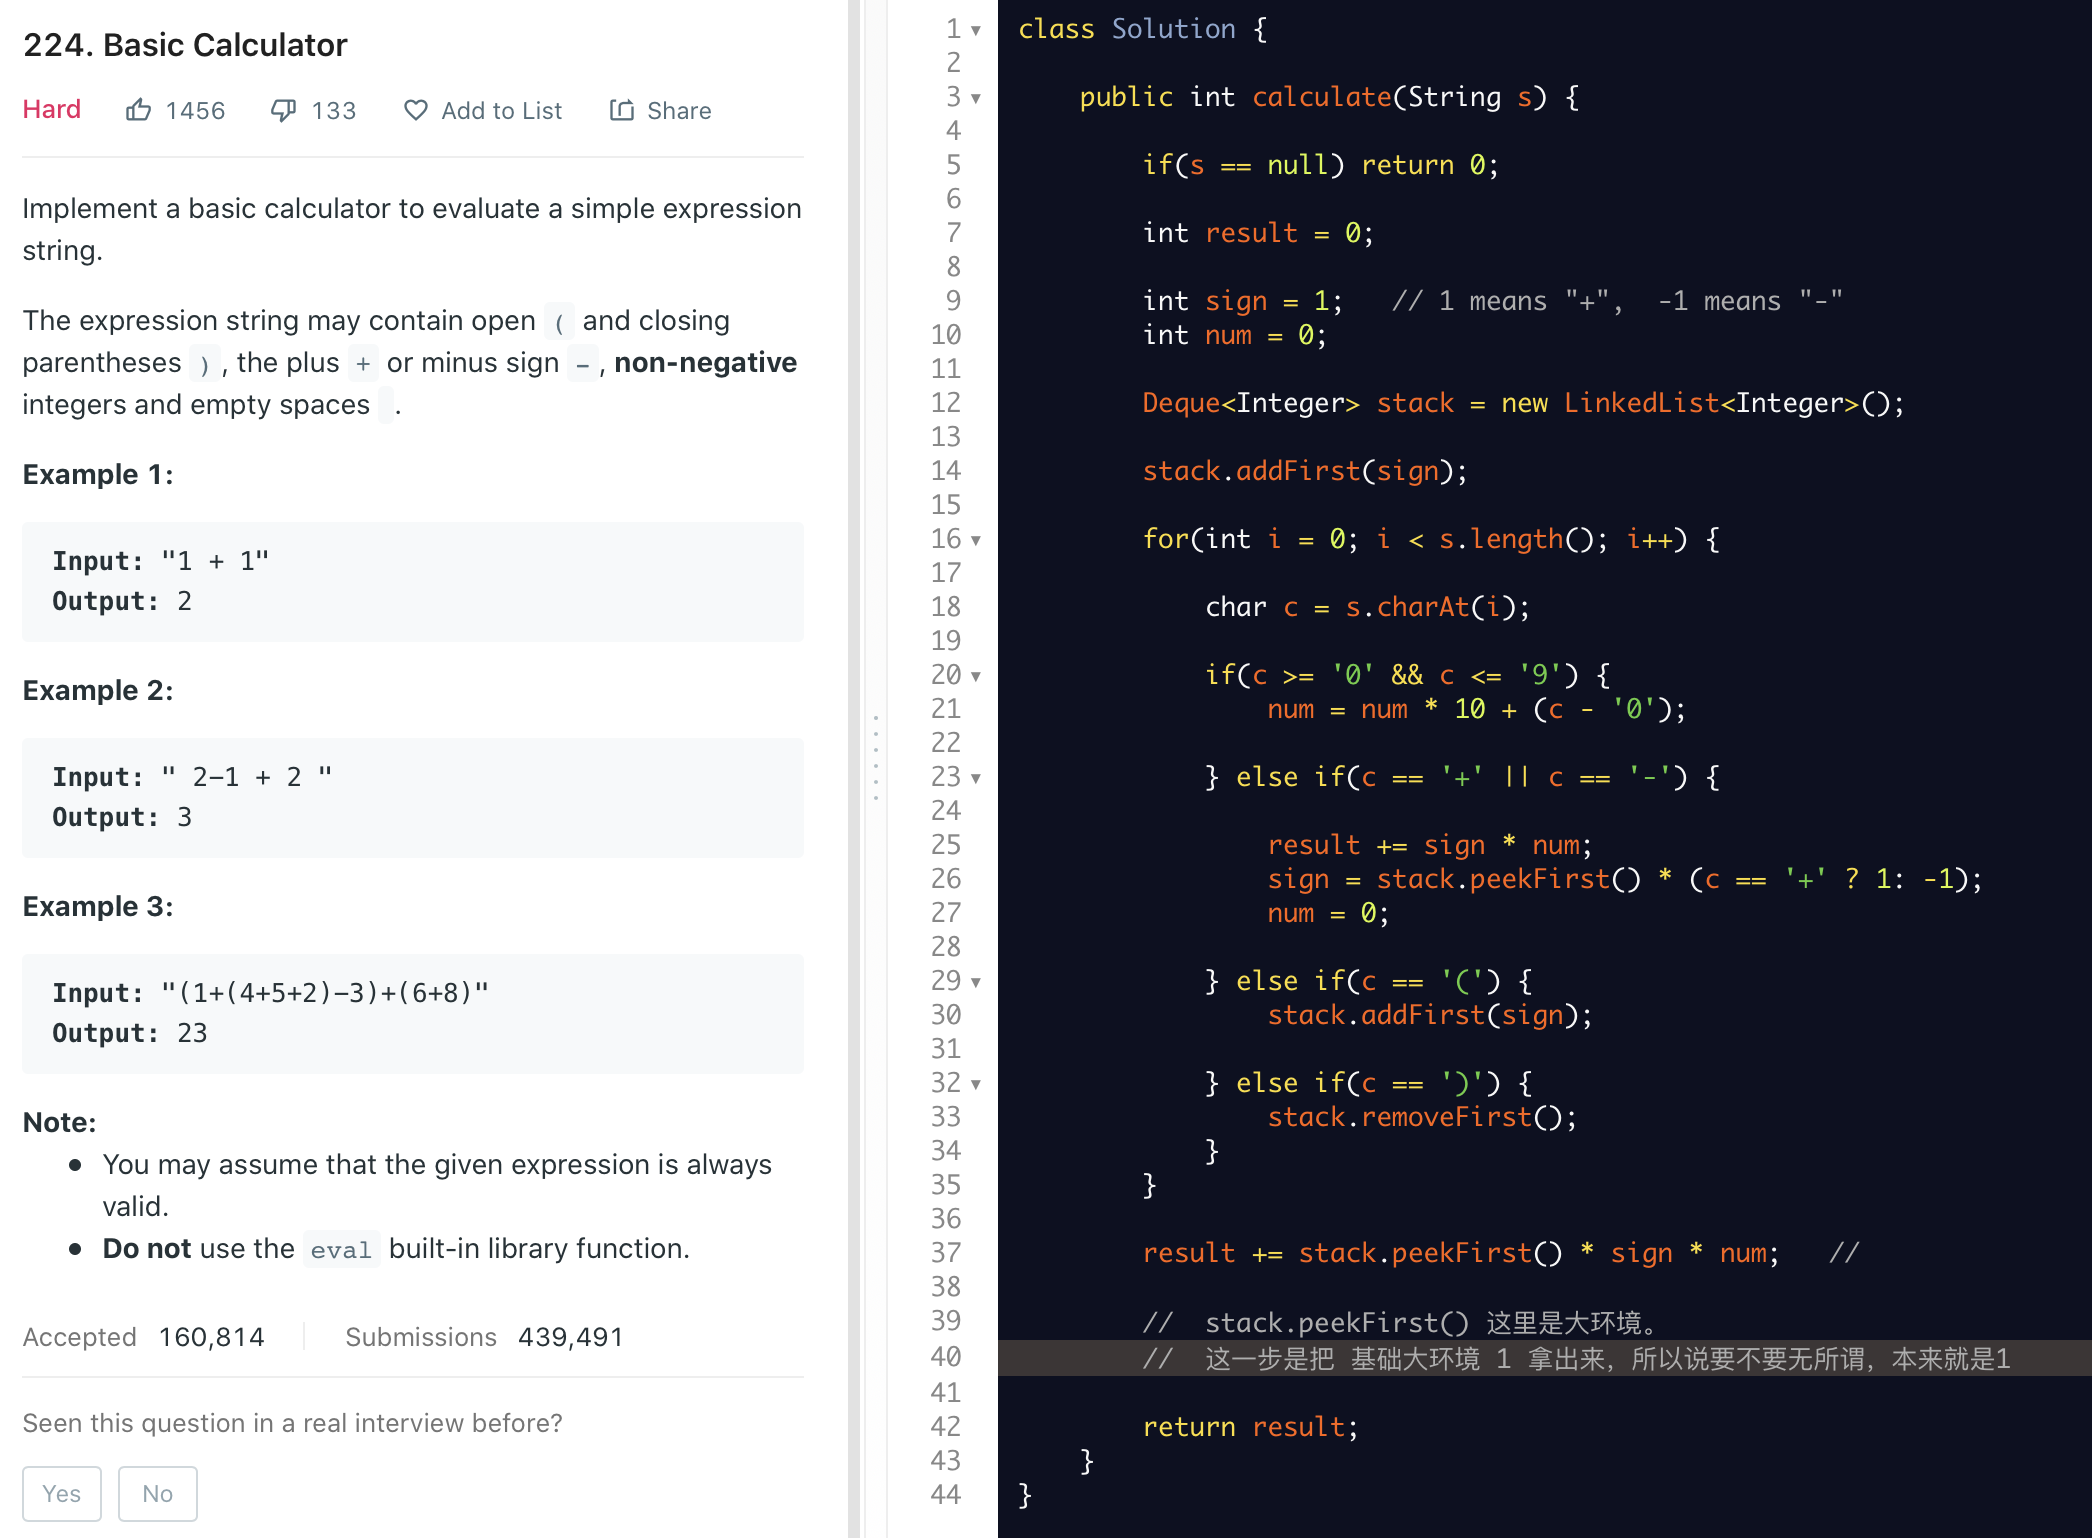 224. Basic Calculator
Hard 1456 133 Add to List Share
Implement a basic calculator to evaluate a simple expression
string.
The expression string may contain open ( and closing
parentheses ), the plus + or minus sign -, non-negative
integers and empty spaces .
Example 1:
Input: "1 + 1"
Output: 2
Example 2:
Input: " 2-1 + 2 "
Output: 3
Example 3:
Input: "(1+(4+5+2)-3)+(6+8)"
Output: 23
Note:
• You may assume that the given expression is always
valid.
• Do not use the eval built-in library function.
Accepted 160,814 Submissions 439,491
Seen this question in a real interview before?
Yes No
1 class Solution {
2
3 public int calculate(String s) {
4
5 if(s == null) return 0;
6
7 int result = 0;
8
9 int sign = 1; // 1 means "+", -1 means "-"
10 int num = 0;
11
12 Deque<Integer> stack = new LinkedList<Integer>();
13
14 stack.addFirst(sign);
15
16 for(int i = 0; i < s.length(); i++) {
17
18 char c = s.charAt(i);
19
20 if(c >= '0' && c <= '9') {
21 num = num * 10 + (c - '0');
22
23 } else if(c == '+' || c == '-') {
24
25 result += sign * num;
26 sign = stack.peekFirst() * (c == '+' ? 1: -1);
27 num = 0;
28
29 } else if(c == '(') {
30 stack.addFirst(sign);
31
32 } else if(c == ')') {
33 stack.removeFirst();
34 }
35 }
36
37 result += stack.peekFirst() * sign * num; //
38
39 // stack.peekFirst() 这里是大环境。
40 // 这一步是把 基础大环境 1 拿出来，所以说要不要无所谓，本来就是1
41
42 return result;
43 }
44 }